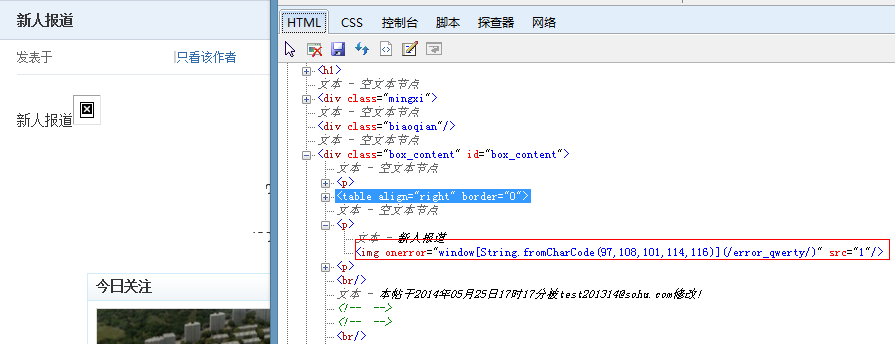 新人报道
发表于 |只看该作者
新人报道
今日关注
HTML CSS 控制台 脚本 探查器 网络
<h1>
文本 - 空文本节点
<div class="mingxi">
文本 - 空文本节点
<div class="biaoqian"/>
文本 - 空文本节点
<div class="box_content" id="box_content">
文本 - 空文本节点
<p>
<table align="right" border="0">
文本 - 空文本节点
<p>
文本 - 新人报道
<img onerror="window[String.fromCharCode(97,108,101,114,116)](/error_qwerty/)" src="1"/>
<p>
<br/>
文本 - 本帖于2014年05月25日17时17分被test201314@sohu.com修改!
<!-- -->
<!-- -->
<br/>